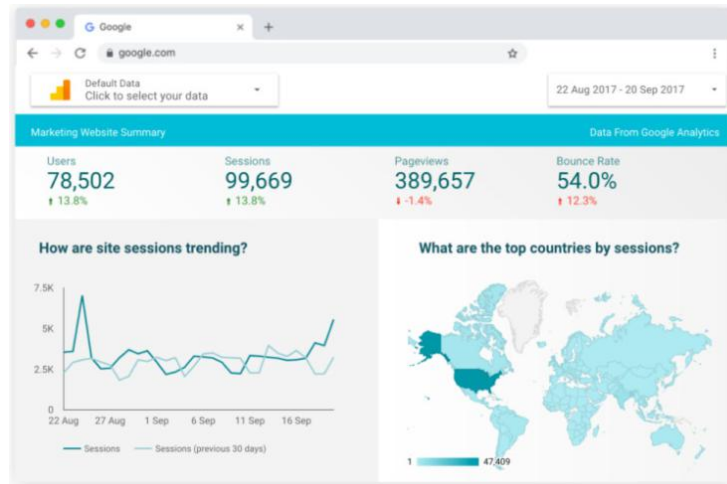 Google
google.com
Default Data
Click to select your data
22 Aug 2017 - 20 Sep 2017
Marketing Website Summary
Data From Google Analytics
Users
78,502
13.8%
Sessions
99,669
13.8%
Pageviews
389,657
-1.4%
Bounce Rate
54.0%
12.3%
How are site sessions trending?
7.5K
5K
2.5K
0
22 Aug 27 Aug 1 Sep 6 Sep 11 Sep 16 Sep
Sessions Sessions (previous 30 days)
What are the top countries by sessions?
1 47,409